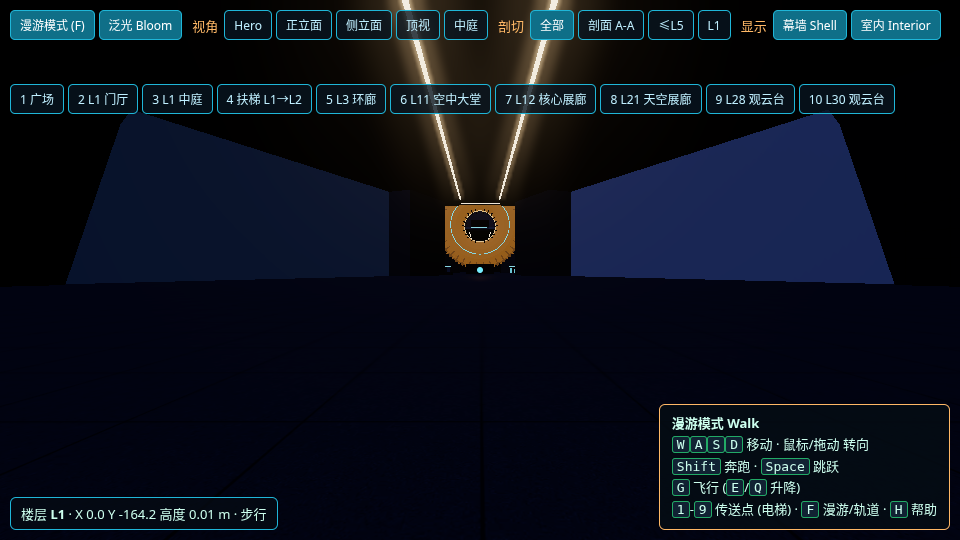 漫游模式 (F) 泛光 Bloom 视角 Hero 正立面 侧立面 顶视 中庭 剖切 全部 剖面 A-A ≤L5 L1 显示 幕墙 Shell 室内 Interior
1 广场 2 L1 门厅 3 L1 中庭 4 扶梯 L1→L2 5 L3 环廊 6 L11 空中大堂 7 L12 核心展廊 8 L21 天空展廊 9 L28 观云台 10 L30 观云台
漫游模式 Walk
W A S D 移动 · 鼠标/拖动 转向
Shift 奔跑 · Space 跳跃
G 飞行 (E/Q 升降)
1-9 传送点 (电梯) · F 漫游/轨道 · H 帮助
楼层 L1 · X 0.0 Y -164.2 高度 0.01 m · 步行